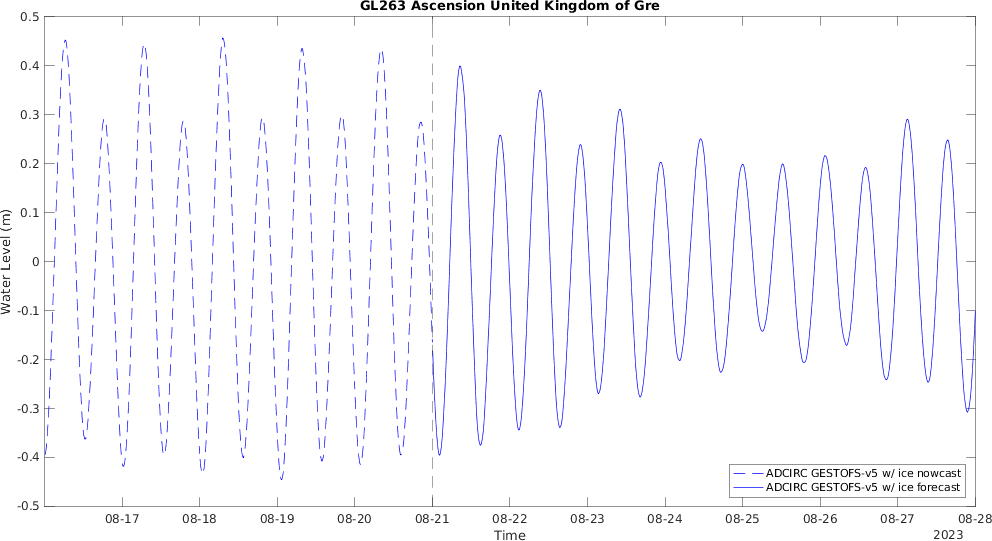 GL263 Ascension United Kingdom of Gre
0.5
0.4
0.3
0.2
0.1
0
-0.1
-0.2
-0.3
-0.4
-0.5
Water Level (m)
ADCIRC GESTOFS-v5 w/ ice nowcast
ADCIRC GESTOFS-v5 w/ ice forecast
08-17 08-18 08-19 08-20 08-21 08-22 08-23 08-24 08-25 08-26 08-27 08-28
Time
2023